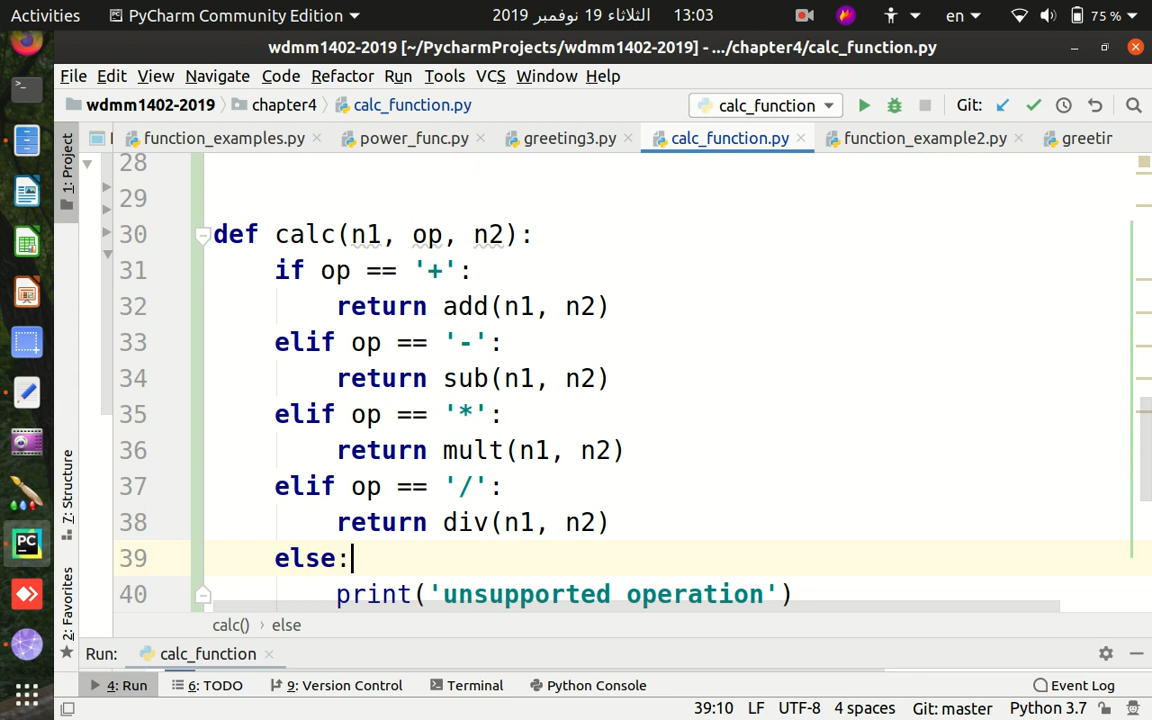 Activities PyCharm Community Edition الثلاثاء 19 نوفمبر 2019 13:03 en 75 %
wdmm1402-2019 [~/PycharmProjects/wdmm1402-2019] - .../chapter4/calc_function.py
File Edit View Navigate Code Refactor Run Tools VCS Window Help
wdmm1402-2019 chapter4 calc_function.py calc_function Git:
function_examples.py power_func.py greeting3.py calc_function.py function_example2.py greetir
1: Project
7: Structure
2: Favorites
28
29
30 def calc(n1, op, n2):
31 if op == '+':
32 return add(n1, n2)
33 elif op == '-':
34 return sub(n1, n2)
35 elif op == '*':
36 return mult(n1, n2)
37 elif op == '/':
38 return div(n1, n2)
39 else:
40 print('unsupported operation')
calc() › else
Run: calc_function
4: Run 6: TODO 9: Version Control Terminal Python Console Event Log
39:10 LF UTF-8 4 spaces Git: master Python 3.7